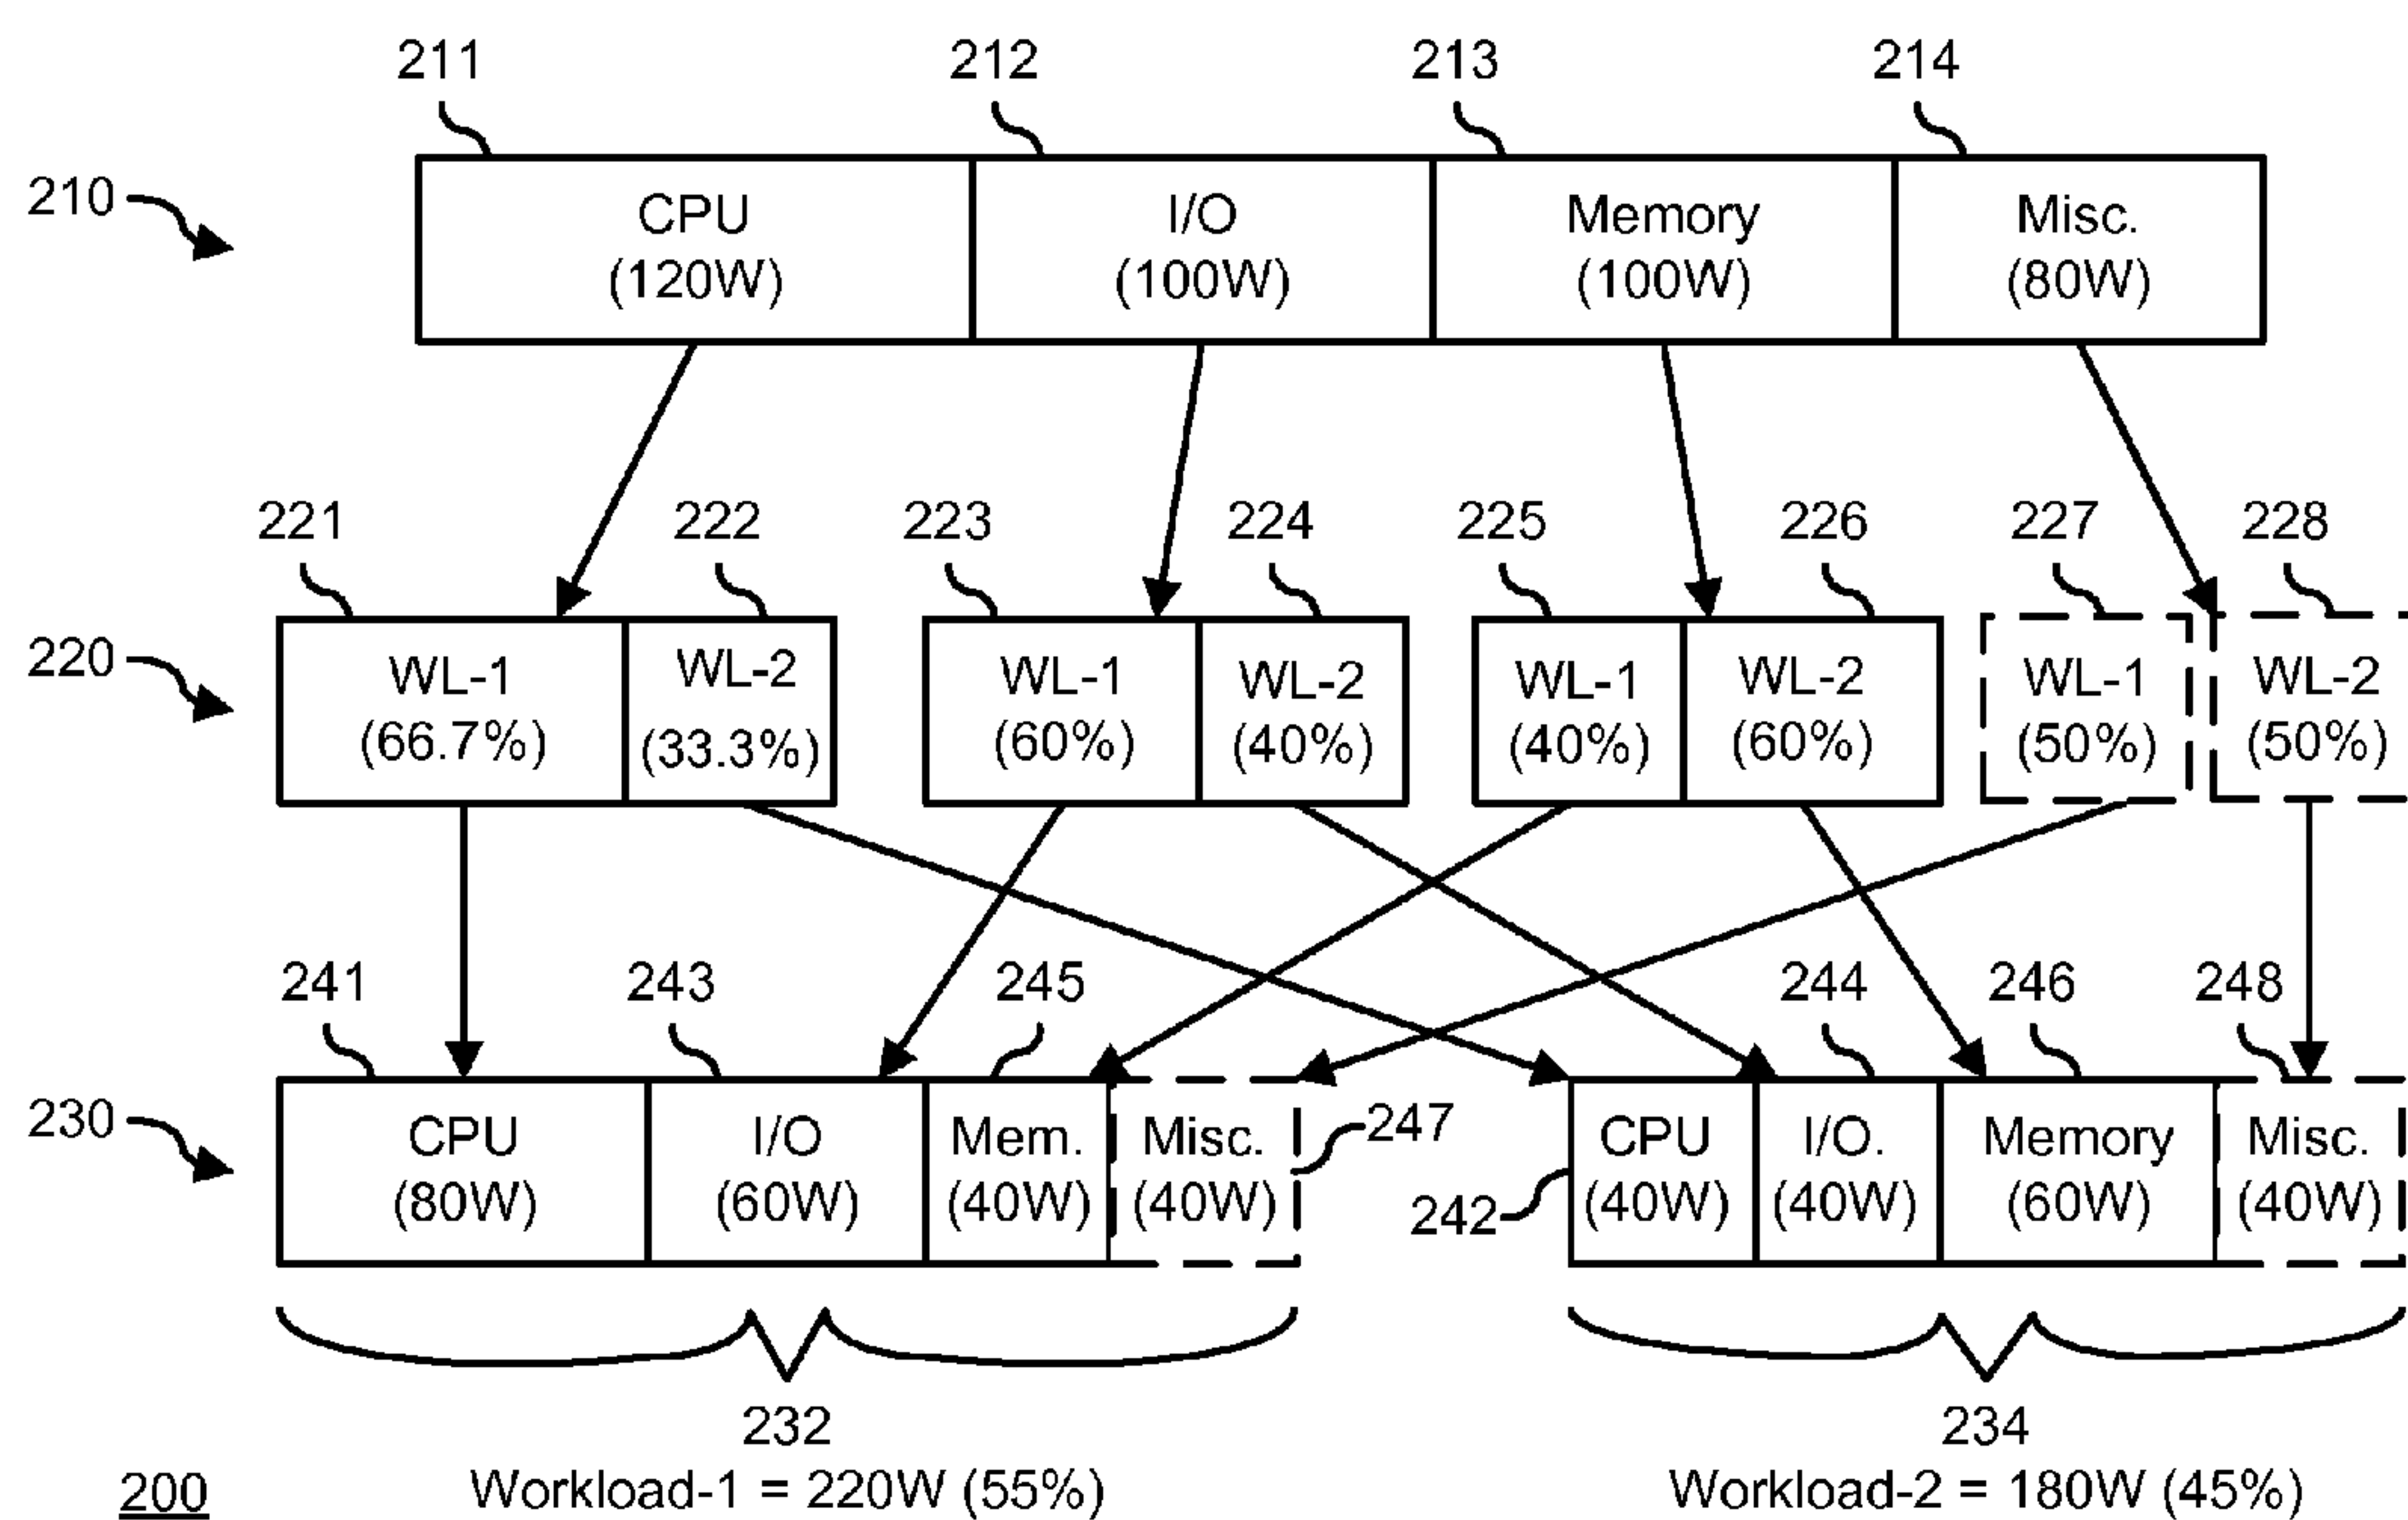 211
212
213
214
210
CPU
(120W)
I/O
(100W)
Memory
(100W)
Misc.
(80W)
221
222
223
224
225
226
227
228
220
WL-1
(66.7%)
WL-2
(33.3%)
WL-1
(60%)
WL-2
(40%)
WL-1
(40%)
WL-2
(60%)
WL-1
(50%)
WL-2
(50%)
241
243
245
244
246
248
230
CPU
(80W)
I/O
(60W)
Mem.
(40W)
Misc.
(40W)
247
242
CPU
(40W)
I/O.
(40W)
Memory
(60W)
Misc.
(40W)
232
Workload-1 = 220W (55%)
234
Workload-2 = 180W (45%)
200